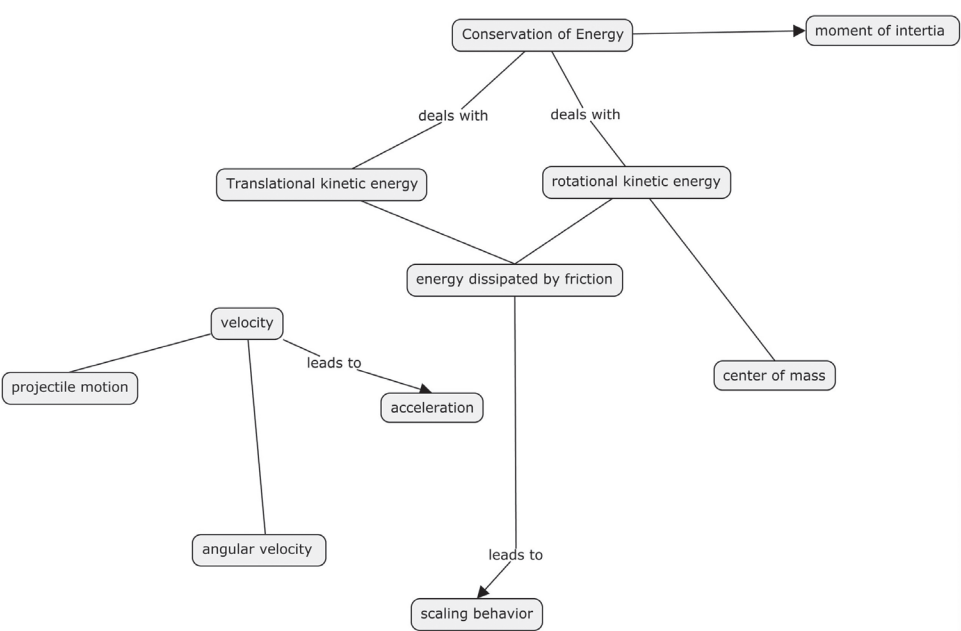 Conservation of Energy
moment of intertia
deals with
deals with
Translational kinetic energy
rotational kinetic energy
energy dissipated by friction
velocity
leads to
projectile motion
center of mass
acceleration
angular velocity
leads to
scaling behavior